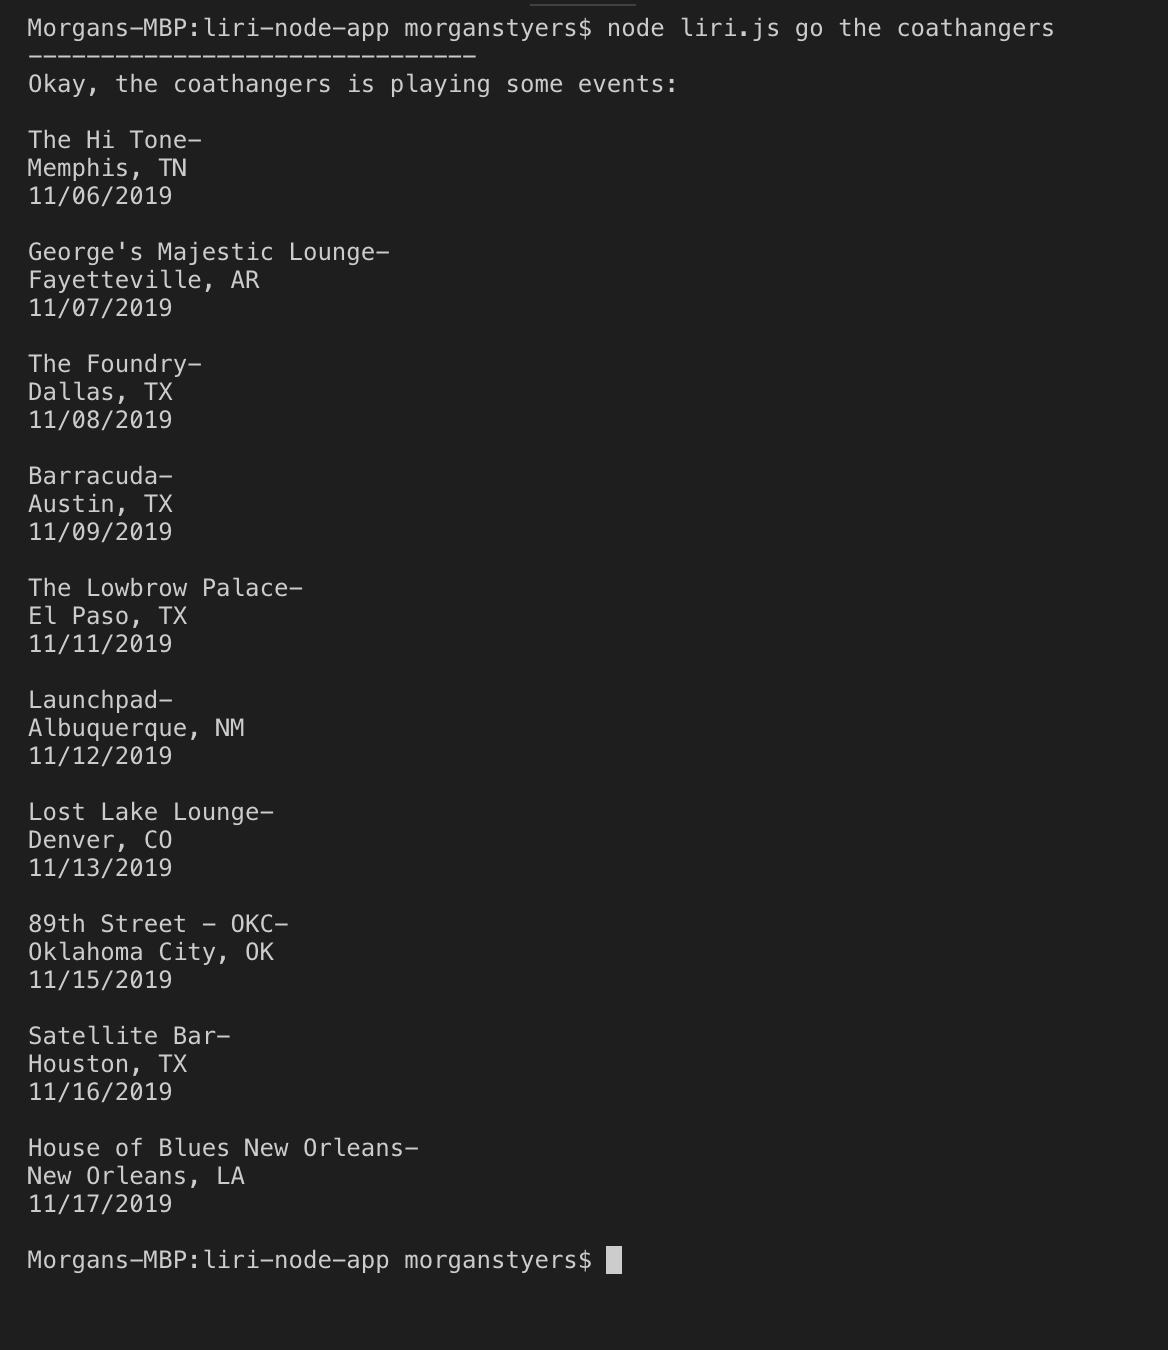 Morgans-MBP:liri-node-app morganstyers$ node liri.js go the coathangers
-------------------------------
Okay, the coathangers is playing some events:
The Hi Tone-
Memphis, TN
11/06/2019
George's Majestic Lounge-
Fayetteville, AR
11/07/2019
The Foundry-
Dallas, TX
11/08/2019
Barracuda-
Austin, TX
11/09/2019
The Lowbrow Palace-
El Paso, TX
11/11/2019
Launchpad-
Albuquerque, NM
11/12/2019
Lost Lake Lounge-
Denver, CO
11/13/2019
89th Street - OKC-
Oklahoma City, OK
11/15/2019
Satellite Bar-
Houston, TX
11/16/2019
House of Blues New Orleans-
New Orleans, LA
11/17/2019
Morgans-MBP:liri-node-app morganstyers$